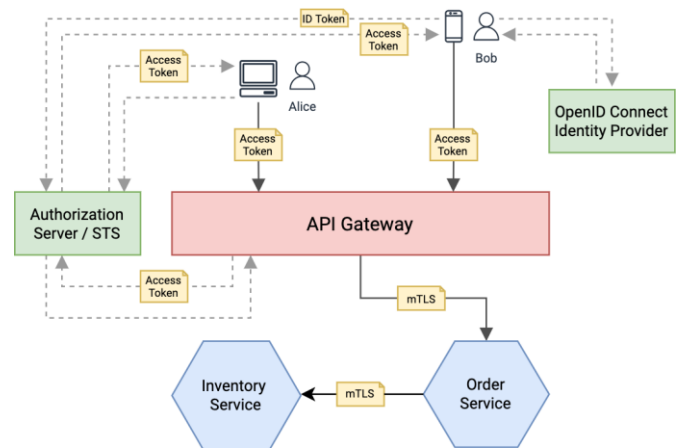 ID Token
Access
Token
Bob
Access
Token
Alice
OpenID Connect
Identity Provider
Access
Token
Access
Token
Authorization
Server / STS
API Gateway
Access
Token
mTLS
Inventory
Service
mTLS
Order
Service